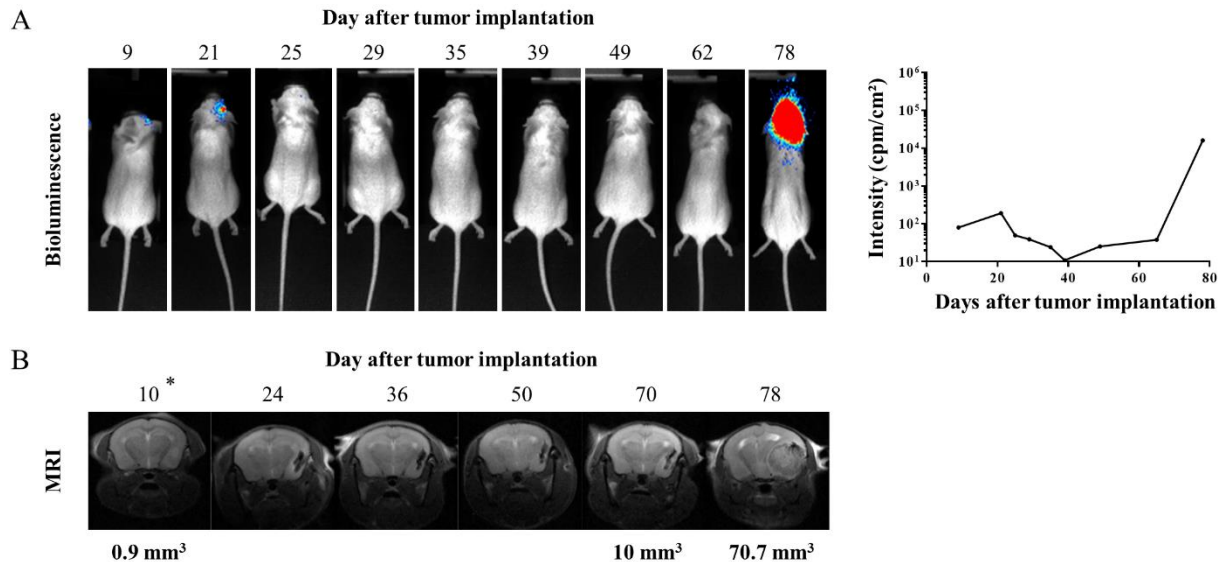 A
Day after tumor implantation
9 21 25 29 35 39 49 62 78
Bioluminescence
Intensity (cpm/cm²)
10⁶
10⁵
10⁴
10³
10²
10¹
0 20 40 60 80
Days after tumor implantation
B
Day after tumor implantation
10 * 24 36 50 70 78
MRI
0.9 mm³ 10 mm³ 70.7 mm³